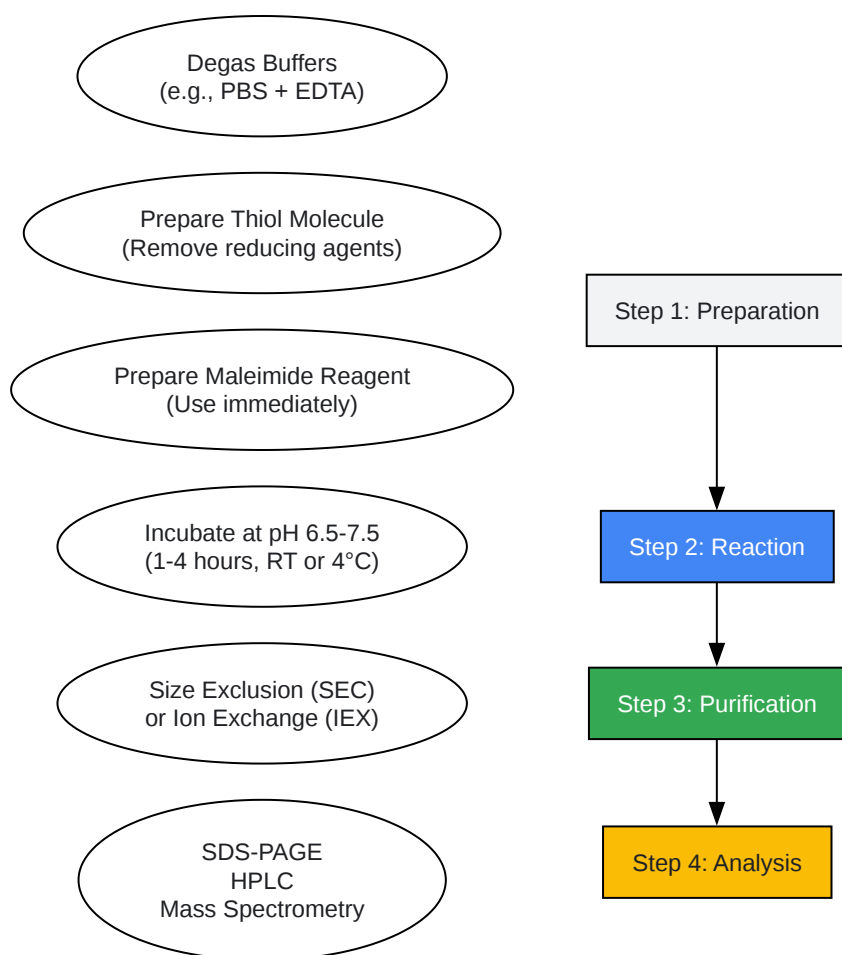 Degas Buffers
(e.g., PBS + EDTA)
Prepare Thiol Molecule
(Remove reducing agents)
Step 1: Preparation
Prepare Maleimide Reagent
(Use immediately)
Incubate at pH 6.5-7.5
(1-4 hours, RT or 4°C)
Step 2: Reaction
Size Exclusion (SEC)
or Ion Exchange (IEX)
Step 3: Purification
SDS-PAGE
HPLC
Mass Spectrometry
Step 4: Analysis